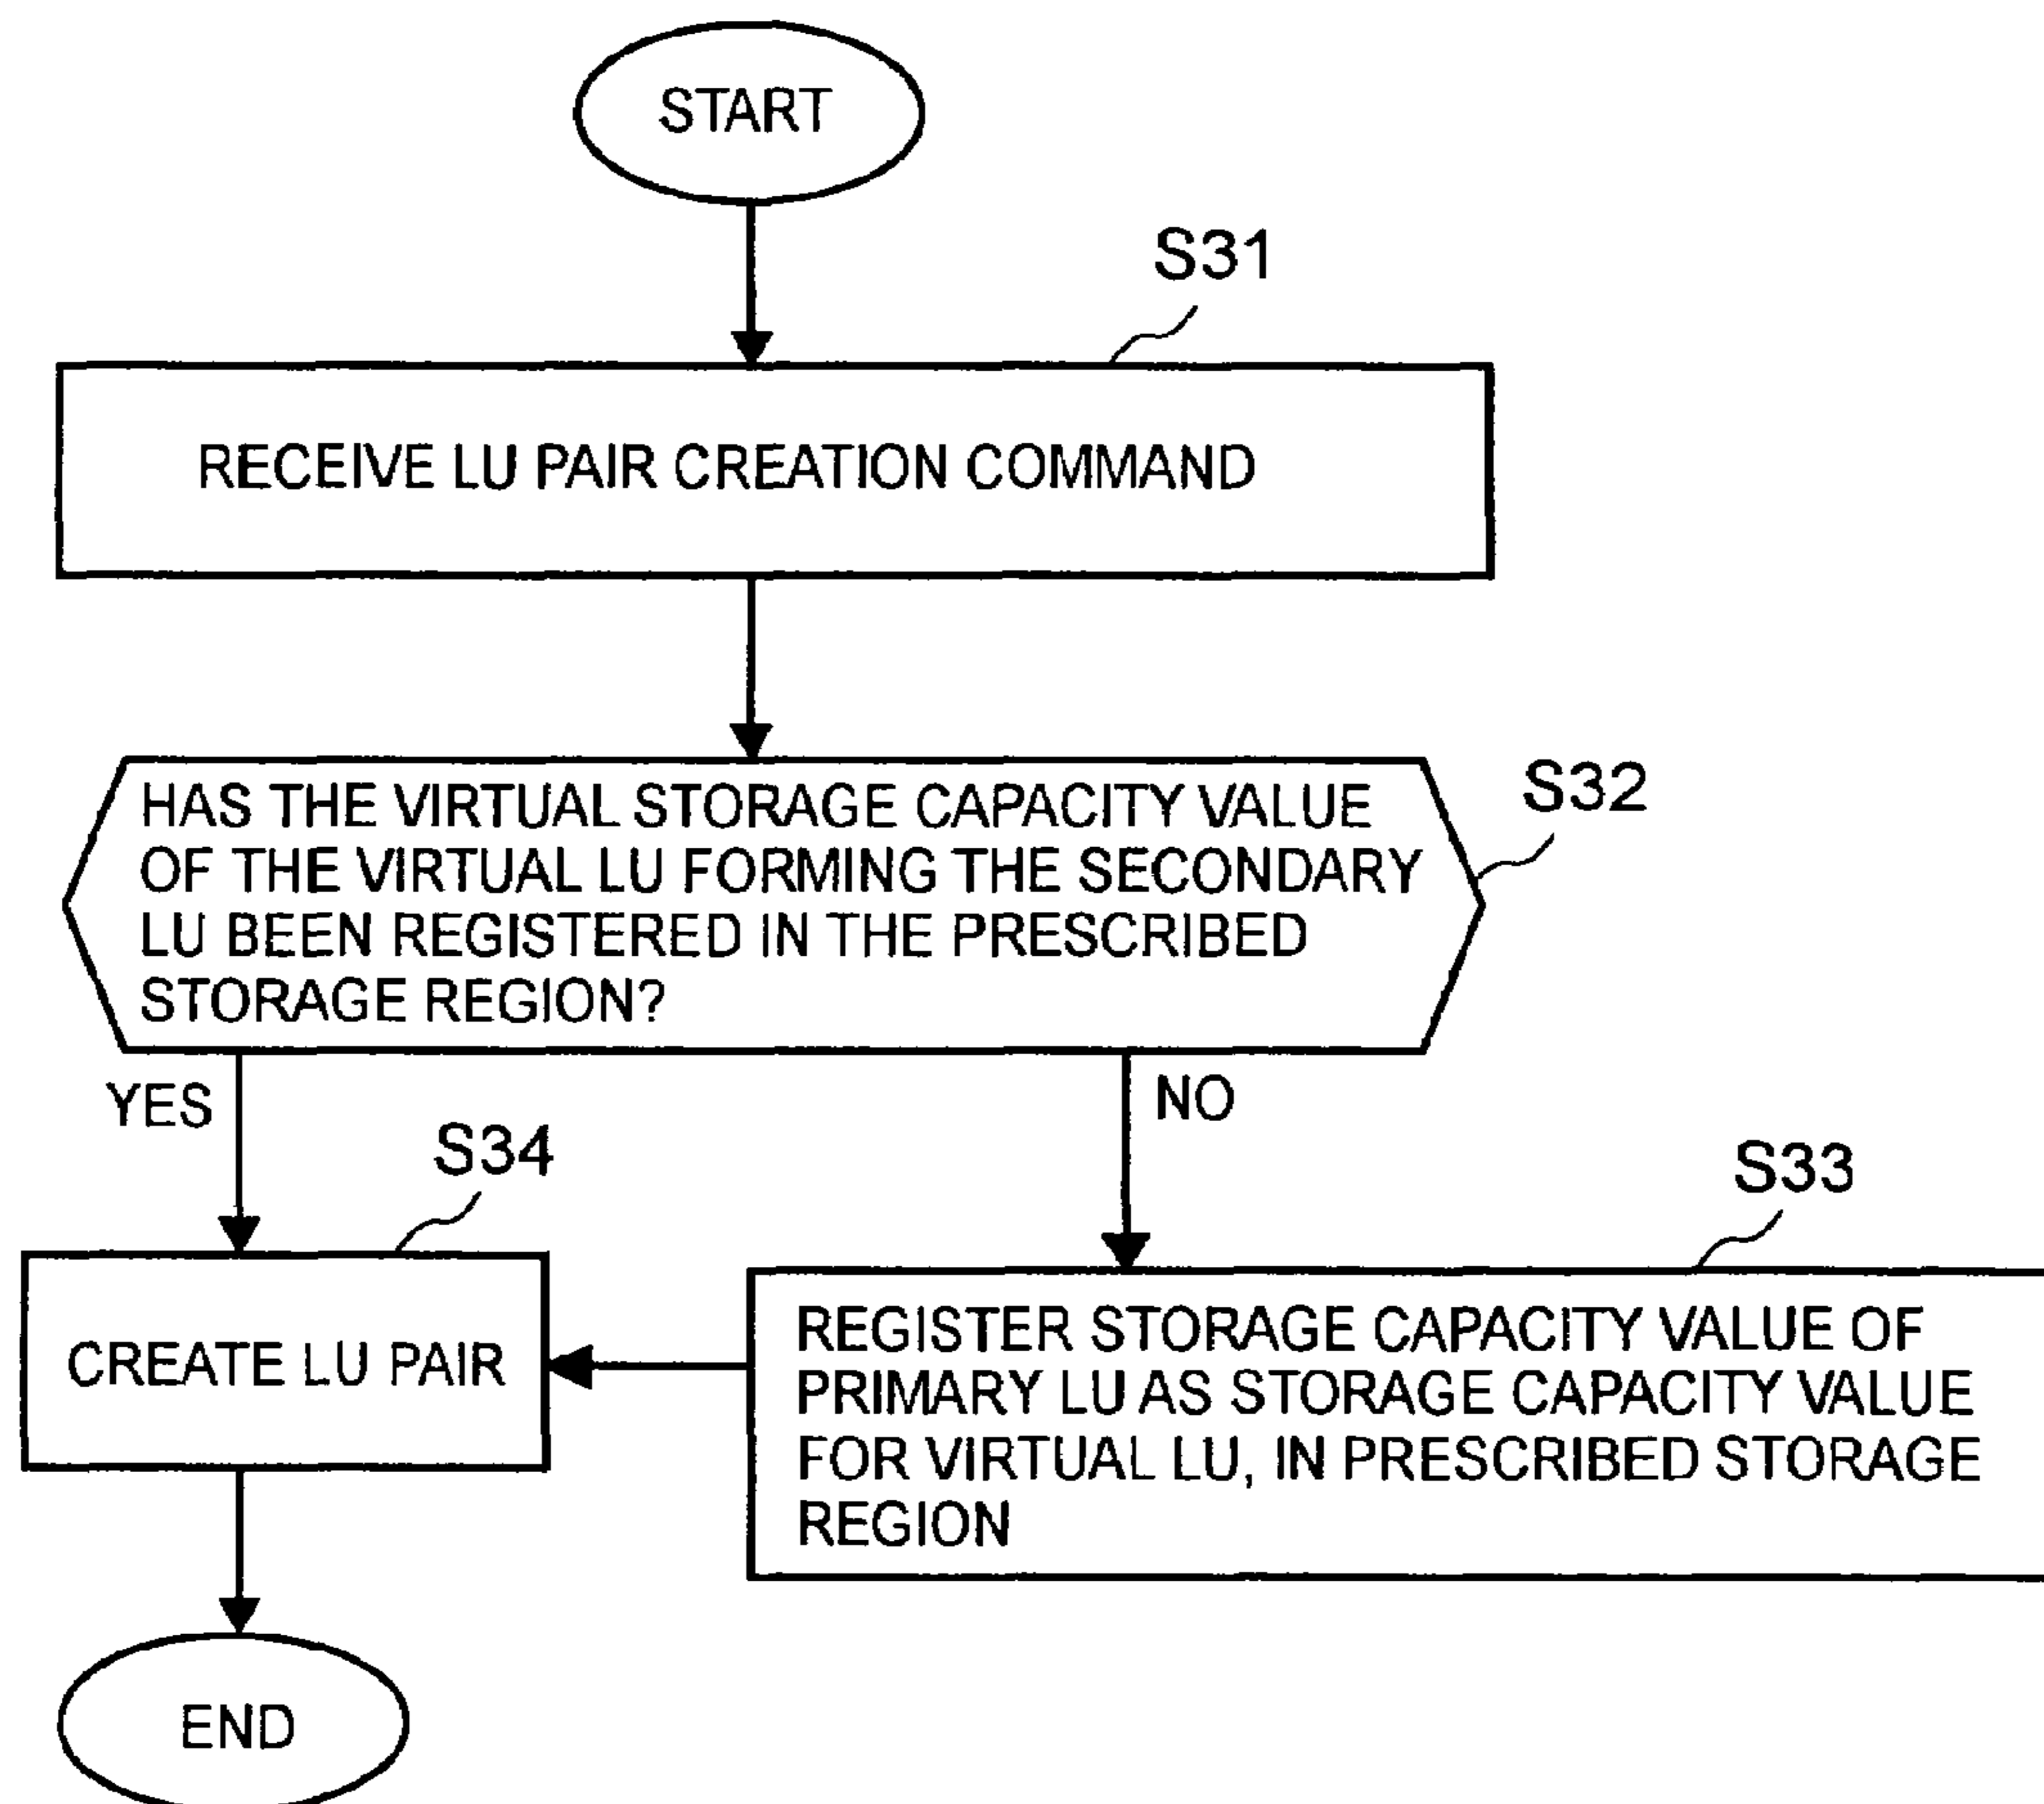 START
S31
RECEIVE LU PAIR CREATION COMMAND
S32
HAS THE VIRTUAL STORAGE CAPACITY VALUE
OF THE VIRTUAL LU FORMING THE SECONDARY
LU BEEN REGISTERED IN THE PRESCRIBED
STORAGE REGION?
YES
NO
S34
S33
CREATE LU PAIR
REGISTER STORAGE CAPACITY VALUE OF
PRIMARY LU AS STORAGE CAPACITY VALUE
FOR VIRTUAL LU, IN PRESCRIBED STORAGE
REGION
END